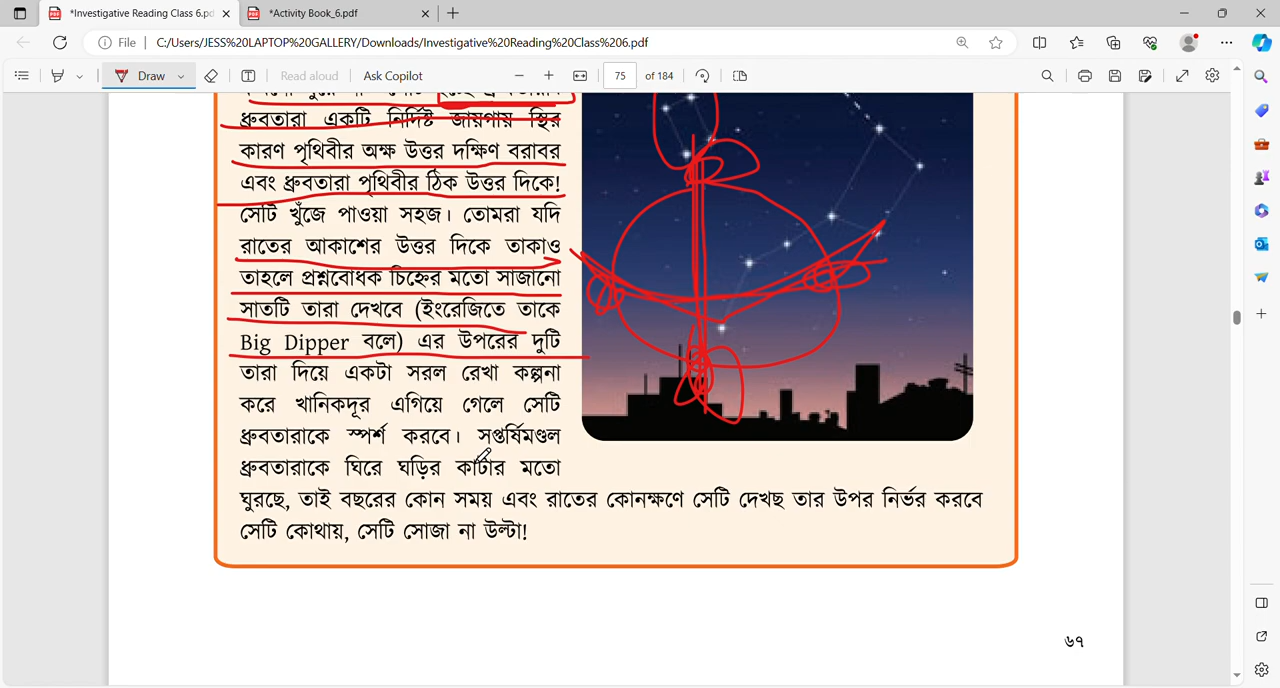 *Investigative Reading Class 6.pd
*Activity Book_6.pdf
File
C:/Users/JESS%20LAPTOP%20GALLERY/Downloads/Investigative%20Reading%20Class%206.pdf
Draw
Read aloud
Ask Copilot
75
of 184
ধ্রুবতারা একটি নির্দিষ্ট জায়গায় স্থির
কারণ পৃথিবীর অক্ষ উত্তর দক্ষিণ বরাবর
এবং ধ্রুবতারা পৃথিবীর ঠিক উত্তর দিকে!
সেটি খুঁজে পাওয়া সহজ। তোমরা যদি
রাতের আকাশের উত্তর দিকে তাকাও
তাহলে প্রশ্নবোধক চিহ্নের মতো সাজানো
সাতটি তারা দেখবে (ইংরেজিতে তাকে
Big Dipper বলে) এর উপরের দুটি
তারা দিয়ে একটা সরল রেখা কল্পনা
করে খানিকদূর এগিয়ে গেলে সেটি
ধ্রুবতারাকে স্পর্শ করবে। সপ্তর্ষিমণ্ডল
ধ্রুবতারাকে ঘিরে ঘড়ির কাটার মতো
ঘুরছে, তাই বছরের কোন সময় এবং রাতের কোনক্ষণে সেটি দেখছ তার উপর নির্ভর করবে
সেটি কোথায়, সেটি সোজা না উল্টা!
৬৭